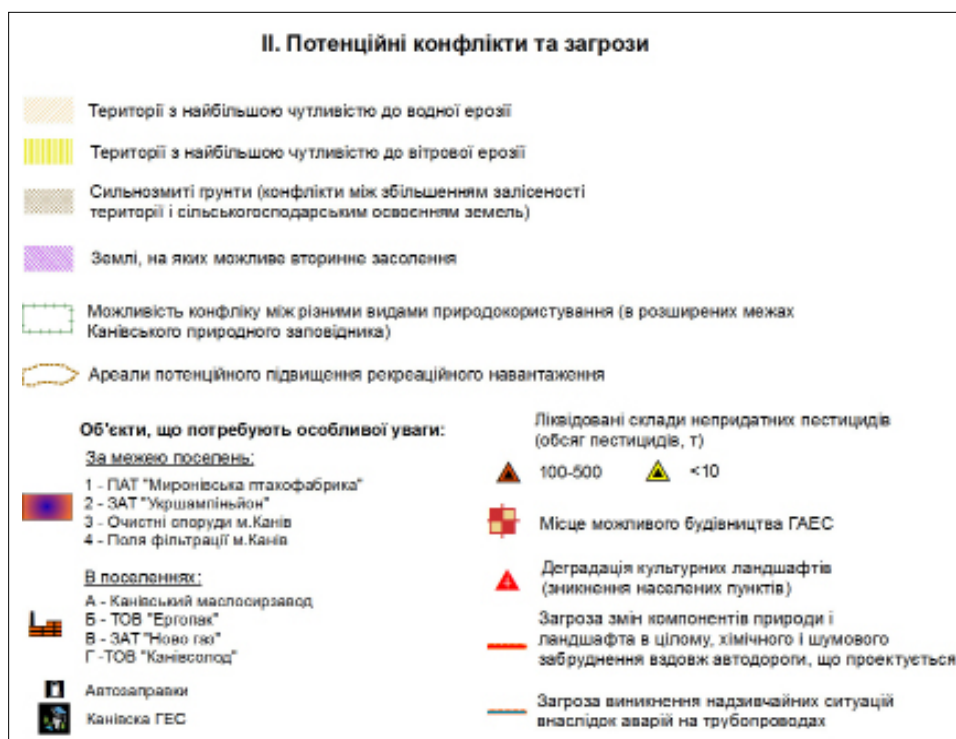 II. Потенційні конфлікти та загрози
Території з найбільшою чутливістю до водної ерозії
Території з найбільшою чутливістю до вітрової ерозії
Сильнозмиті ґрунти (конфлікти між збільшенням залісеності
території і сільськогосподарським освоєнням земель)
Землі, на яких можливе вторинне засолення
Можливість конфліку між різними видами природокористування (в розширених межах
Канівського природного заповідника)
Ареали потенційного підвищення рекреаційного навантаження
Об'єкти, що потребують особливої уваги:
За межею поселень:
1 - ПАТ "Миронівська птахофабрика"
2 - ЗАТ "Укршампіньйон"
3 - Очистні споруди м.Канів
4 - Поля фільтрації м.Канів
В поселеннях:
А - Канівський маслосирзавод
Б - ТОВ "Ергопак"
В - ЗАТ "Ново газ"
Г -ТОВ "Канівсолод"
Автозаправки
Канівска ГЕС
Ліквідовані склади непридатних пестицидів
(обсяг пестицидів, т)
100-500
<10
Місце можливого будівництва ГАЕС
4
Деградація культурних ландшафтів
(зникнення населених пунктів)
Загроза змін компонентів природи і
ландшафта в цілому, хімічного і шумового
забруднення вздовж автодороги, що проектується
Загроза виникнення надзивчайних ситуацій
внаслідок аварій на трубопроводах